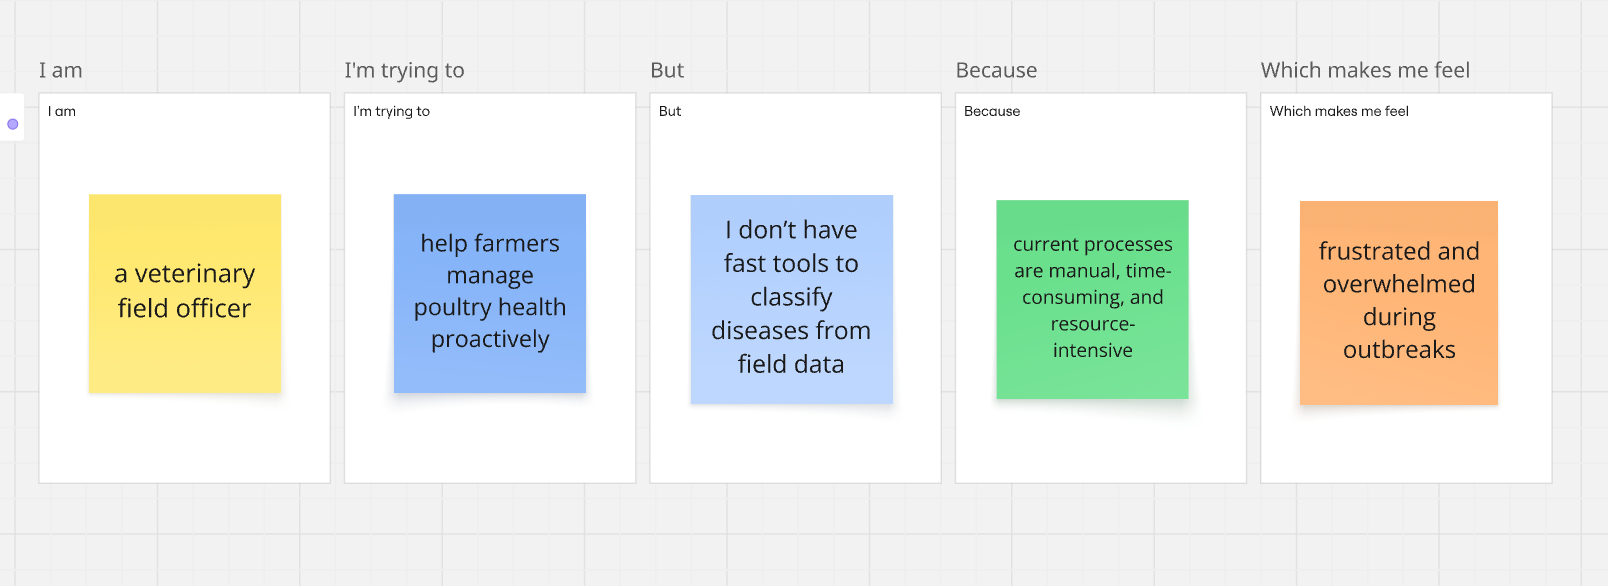 I am
I'm trying to
But
Because
Which makes me feel
I am
I'm trying to
But
Because
Which makes me feel
a veterinary
field officer
help farmers
manage
poultry health
proactively
I don’t have
fast tools to
classify
diseases from
field data
current processes
are manual, time-
consuming, and
resource-
intensive
frustrated and
overwhelmed
during
outbreaks